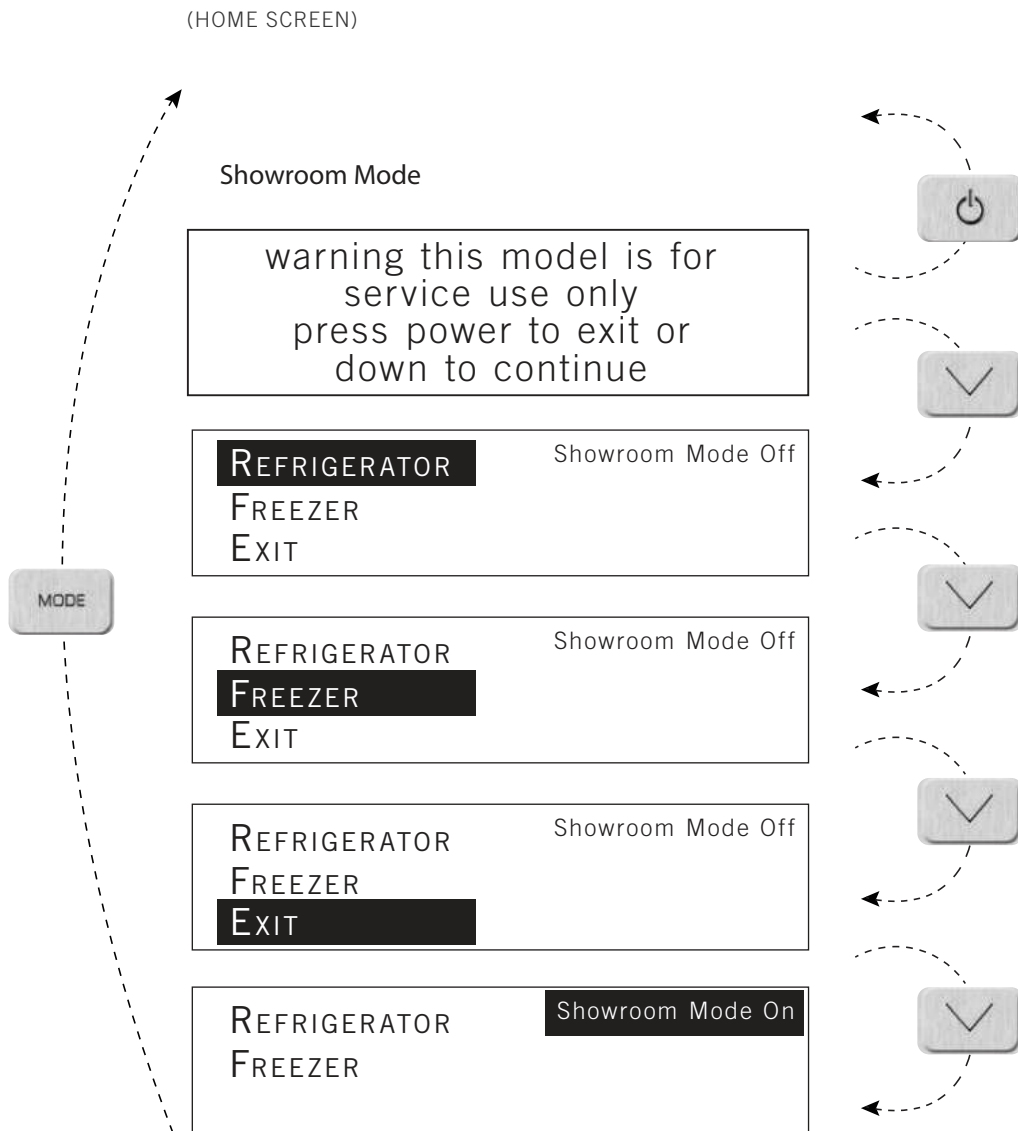 (HOME SCREEN)
Showroom Mode
warning this model is for
service use only
press power to exit or
down to continue
REFRIGERATOR
Showroom Mode Off
FREEZER
EXIT
MODE
REFRIGERATOR
Showroom Mode Off
FREEZER
EXIT
REFRIGERATOR
Showroom Mode Off
FREEZER
EXIT
REFRIGERATOR
Showroom Mode On
FREEZER